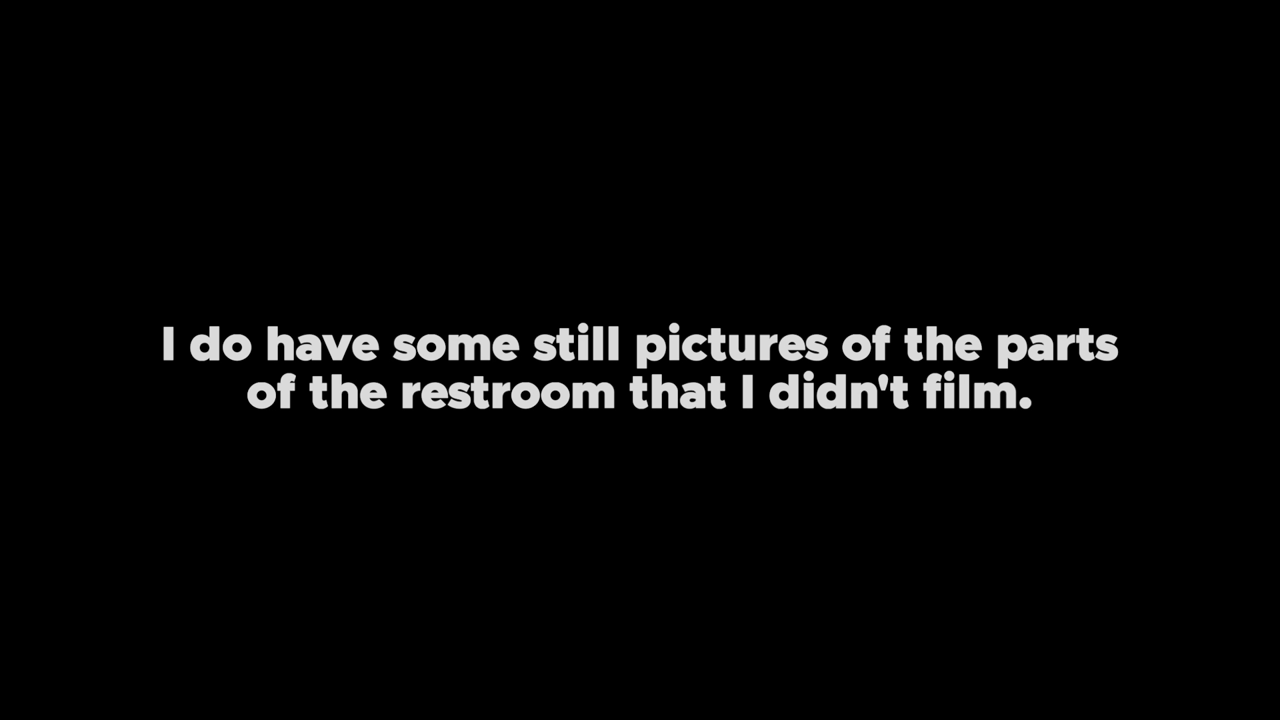 I do have some still pictures of the parts
of the restroom that I didn't film.